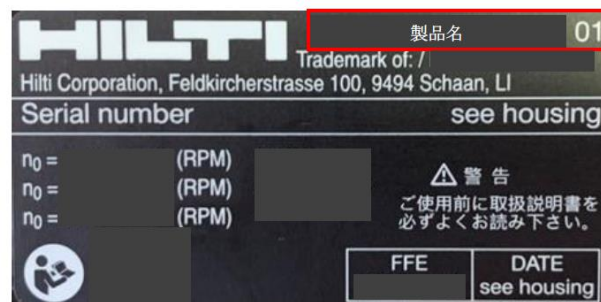 HILTI
製品名 01
Trademark of: /
Hilti Corporation, Feldkircherstrasse 100, 9494 Schaan, LI
Serial number see housing
n₀ = (RPM)
n₀ = (RPM)
n₀ = (RPM)
⚠ 警告
ご使用前に取扱説明書を
必ずよくお読み下さい。
FFE
DATE
see housing